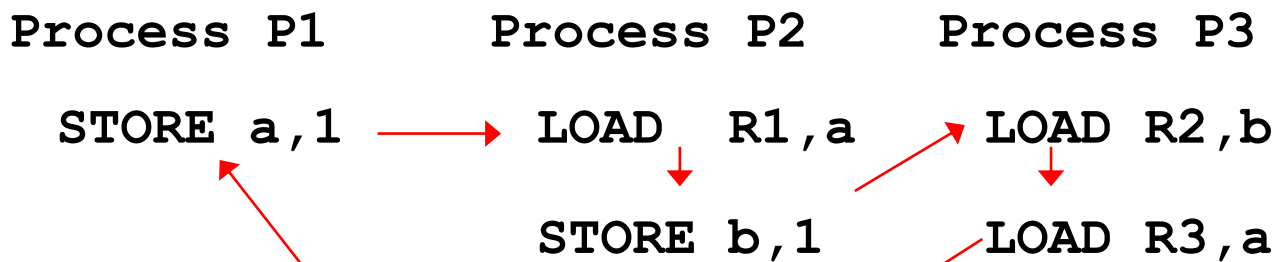 Process P1 Process P2 Process P3
STORE a,1 LOAD R1,a LOAD R2,b
STORE b,1 LOAD R3,a